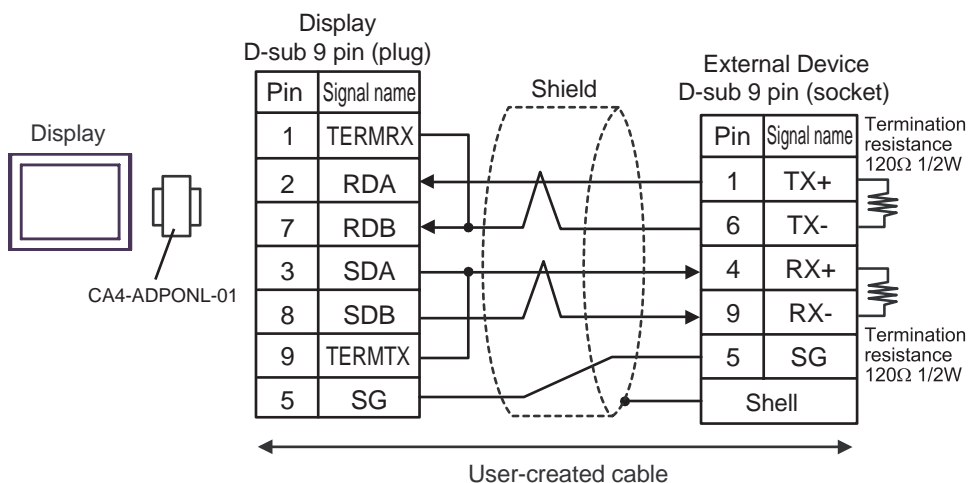 Display
D-sub 9 pin (plug)
External Device
D-sub 9 pin (socket)
Shield
Display
CA4-ADPONL-01
Pin Signal name
1 TERMRX
2 RDA
7 RDB
3 SDA
8 SDB
9 TERMTX
5 SG
Pin Signal name
1 TX+
6 TX-
4 RX+
9 RX-
5 SG
Shell
Termination
resistance
120Ω 1/2W
Termination
resistance
120Ω 1/2W
User-created cable